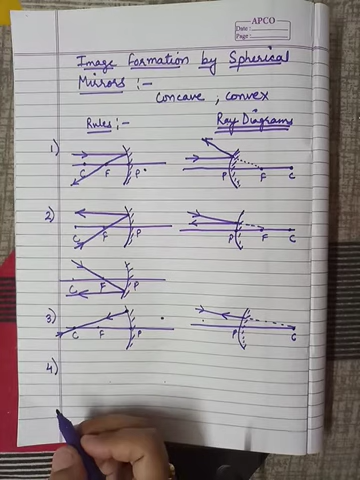 APCO
Date :
Page :
Image Formation by Spherical
Mirrors :-
Concave , convex
Rules :-
Ray Diagrams
1)
C F P
P F C
2)
C F P
P F C
C F P
3)
C F P
P C
4)